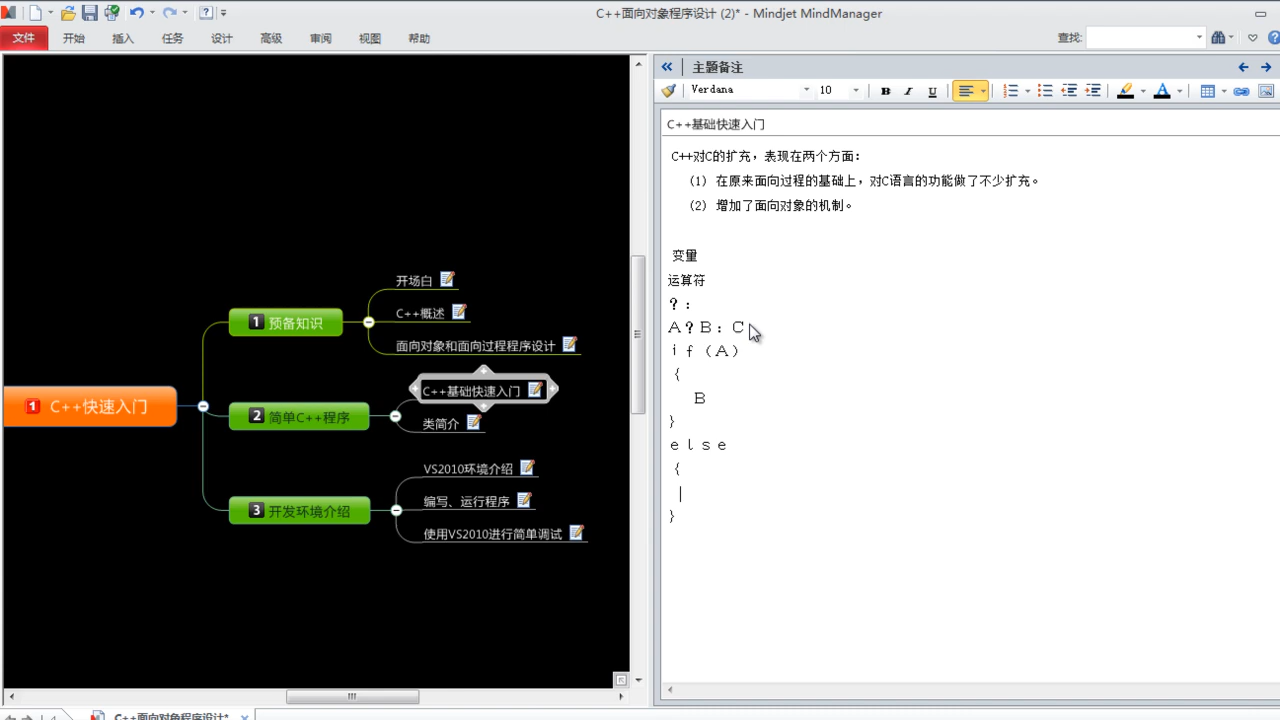 C++面向对象程序设计 (2)* - Mindjet MindManager
文件 开始 插入 任务 设计 高级 审阅 视图 帮助 查找:
主题备注
Verdana 10 B I U
C++基础快速入门
C++对C的扩充，表现在两个方面：
(1) 在原来面向过程的基础上，对C语言的功能做了不少扩充。
(2) 增加了面向对象的机制。
变量
运算符
？：
Ａ？Ｂ：Ｃ
ｉｆ（Ａ）
｛
Ｂ
｝
ｅｌｓｅ
｛
｝
1 C++快速入门
1 预备知识
开场白
C++概述
面向对象和面向过程程序设计
2 简单C++程序
C++基础快速入门
类简介
3 开发环境介绍
VS2010环境介绍
编写、运行程序
使用VS2010进行简单调试
C++面向对象程序设计*